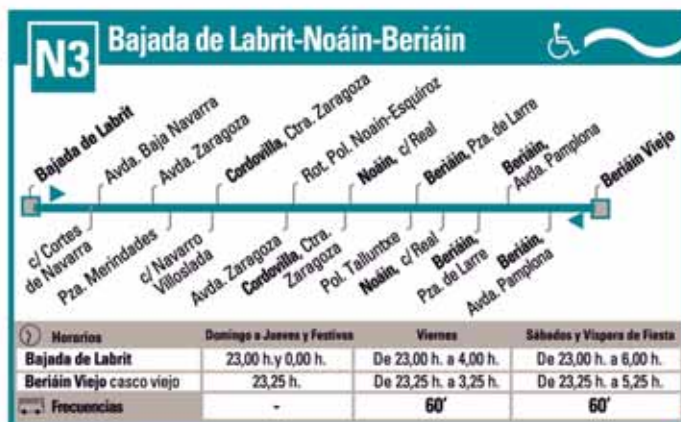 N3
Bajada de Labrit-Noáin-Beriáin
Bajada de Labrit
Avda. Baja Navarra
Avda. Zaragoza
Cordovilla, Ctra. Zaragoza
Rot. Pol. Noain-Esquiroz
Noáin, c/ Real
Beriáin, Pza. de Larre
Beriáin,
Avda. Pamplona
Beriáin Viejo
c/ Cortes
de Navarra
Pza. Merindades
c/ Navarro
Villoslada
Avda. Zaragoza
Cordovilla, Ctra.
Zaragoza
Pol. Talluntxe
Noáin, c/ Real
Beriáin,
Pza. de Larre
Beriáin,
Avda. Pamplona
Horarios Domingo a Jueves y Festivos Viernes Sábados y Víspera de Fiesta
Bajada de Labrit 23,00 h. y 0,00 h. De 23,00 h. a 4,00 h. De 23,00 h. a 6,00 h.
Beriáin Viejo casco viejo 23,25 h. De 23,25 h. a 3,25 h. De 23,25 h. a 5,25 h.
Frecuencias - 60' 60'